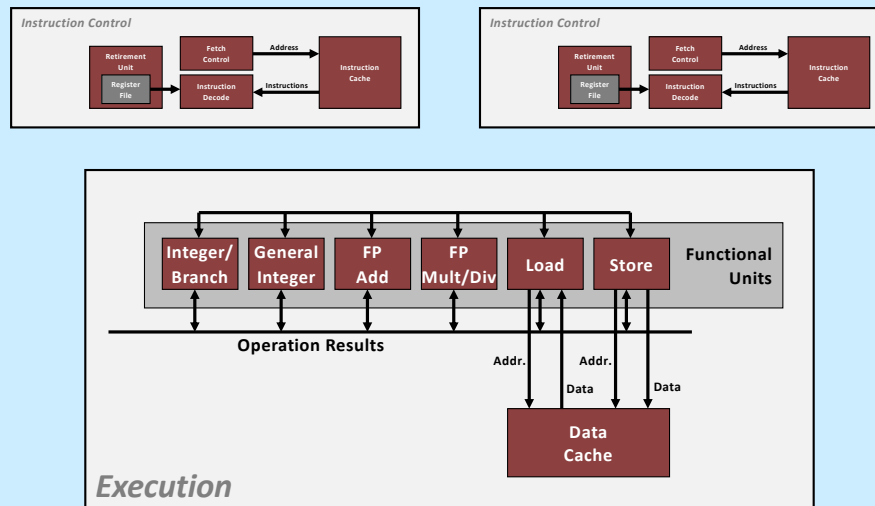 Instruction Control
Retirement
Unit
Register
File
Fetch
Control
Address
Instruction
Cache
Instruction
Decode
Instructions
Instruction Control
Retirement
Unit
Register
File
Fetch
Control
Address
Instruction
Cache
Instruction
Decode
Instructions
Integer/
Branch
General
Integer
FP
Add
FP
Mult/Div
Load
Store
Functional
Units
Operation Results
Addr.
Data
Addr.
Data
Data
Cache
Execution